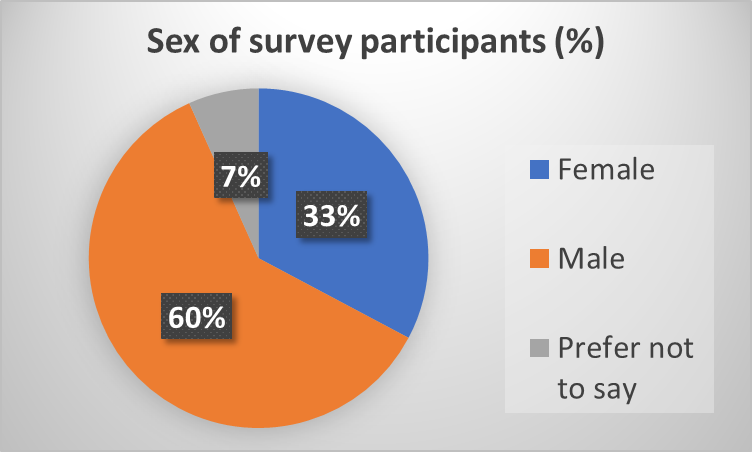 Sex of survey participants (%)
7%
33%
60%
Female
Male
Prefer not
to say